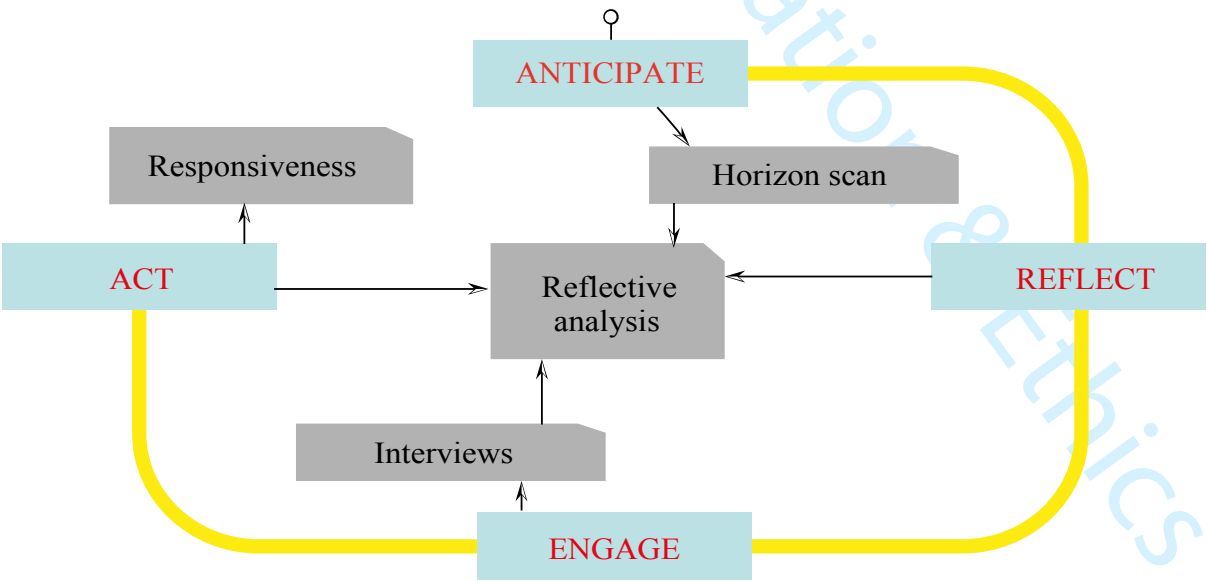 ANTICIPATE
Responsiveness
Horizon scan
ACT
Reflective
analysis
REFLECT
Interviews
ENGAGE
ation & Ethics